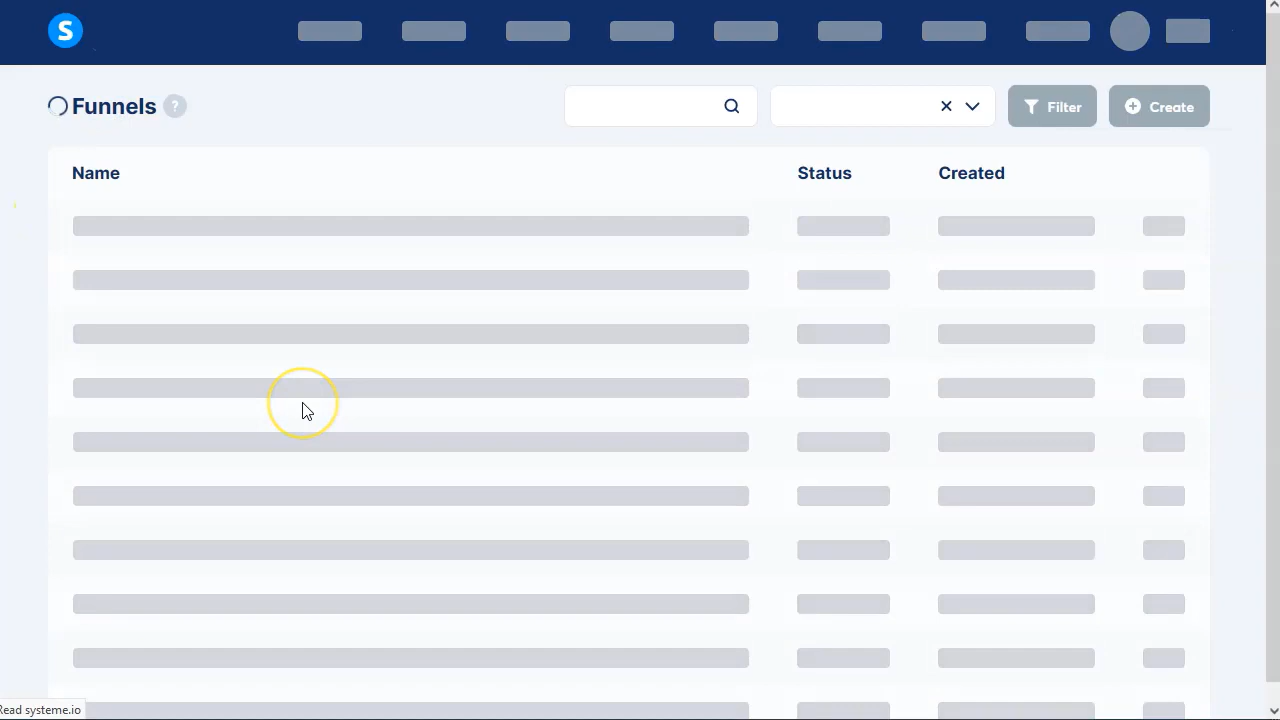 S
Funnels ?
Filter
Create
Name Status Created
Read systeme.io